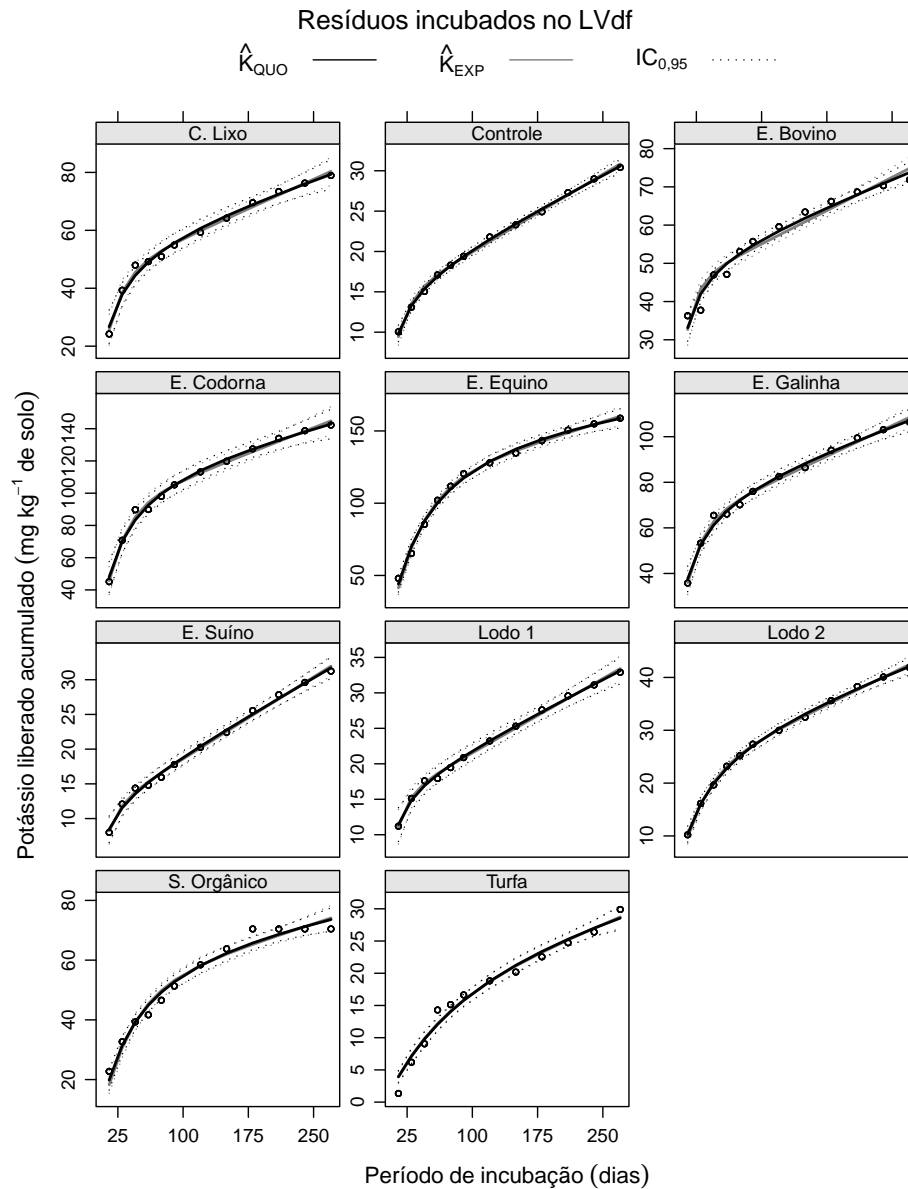 Resíduos incubados no LVdf
K̂QUO K̂EXP IC0,95
C. Lixo Controle E. Bovino
20 40 60 80
10 15 20 25 30
30 40 50 60 70 80
E. Codorna E. Equino E. Galinha
40 60 80 100 120 140
50 100 150
40 60 80 100
E. Suíno Lodo 1 Lodo 2
10 15 20 25 30
10 15 20 25 30 35
10 20 30 40
S. Orgânico Turfa
20 40 60 80
0 5 10 15 20 25 30
25 100 175 250 25 100 175 250
Potássio liberado acumulado (mg kg⁻¹ de solo)
Período de incubação (dias)